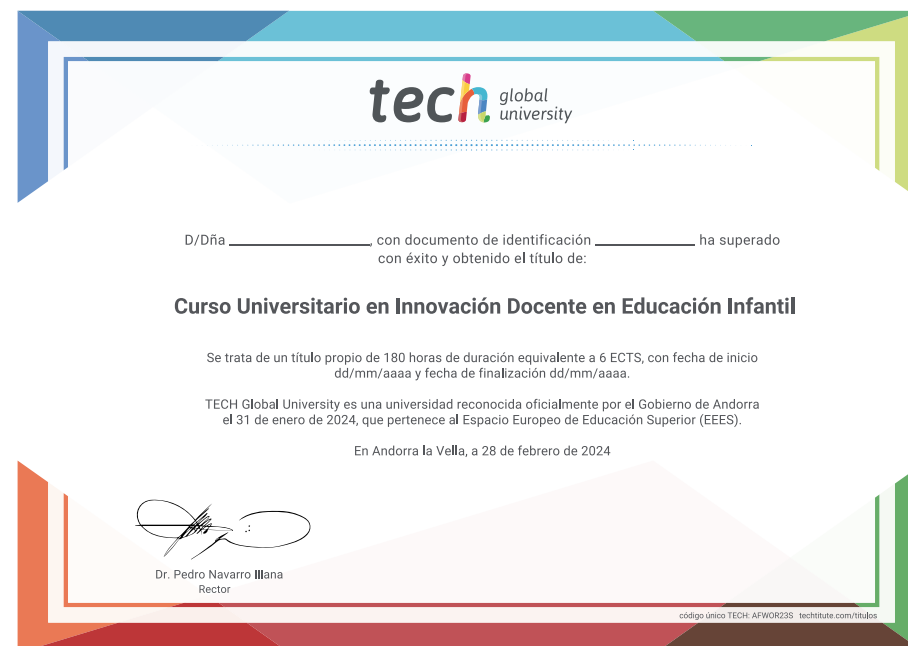 tech global university
D/Dña ______________, con documento de identificación __________ ha superado
con éxito y obtenido el título de:
Curso Universitario en Innovación Docente en Educación Infantil
Se trata de un título propio de 180 horas de duración equivalente a 6 ECTS, con fecha de inicio
dd/mm/aaaa y fecha de finalización dd/mm/aaaa.
TECH Global University es una universidad reconocida oficialmente por el Gobierno de Andorra
el 31 de enero de 2024, que pertenece al Espacio Europeo de Educación Superior (EEES).
En Andorra la Vella, a 28 de febrero de 2024
Dr. Pedro Navarro Illana
Rector
código único TECH: AFWOR23S techtitute.com/titulos